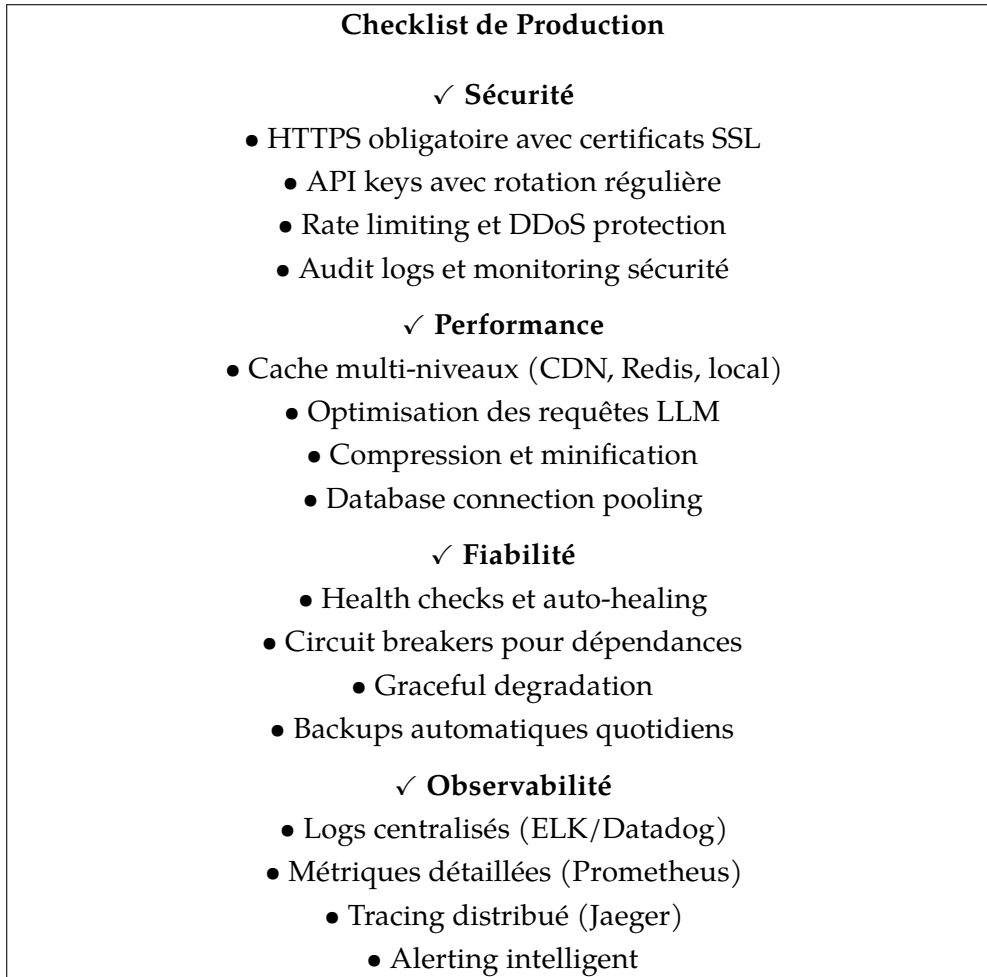 Checklist de Production
✓ Sécurité
• HTTPS obligatoire avec certificats SSL
• API keys avec rotation régulière
• Rate limiting et DDoS protection
• Audit logs et monitoring sécurité
✓ Performance
• Cache multi-niveaux (CDN, Redis, local)
• Optimisation des requêtes LLM
• Compression et minification
• Database connection pooling
✓ Fiabilité
• Health checks et auto-healing
• Circuit breakers pour dépendances
• Graceful degradation
• Backups automatiques quotidiens
✓ Observabilité
• Logs centralisés (ELK/Datadog)
• Métriques détaillées (Prometheus)
• Tracing distribué (Jaeger)
• Alerting intelligent